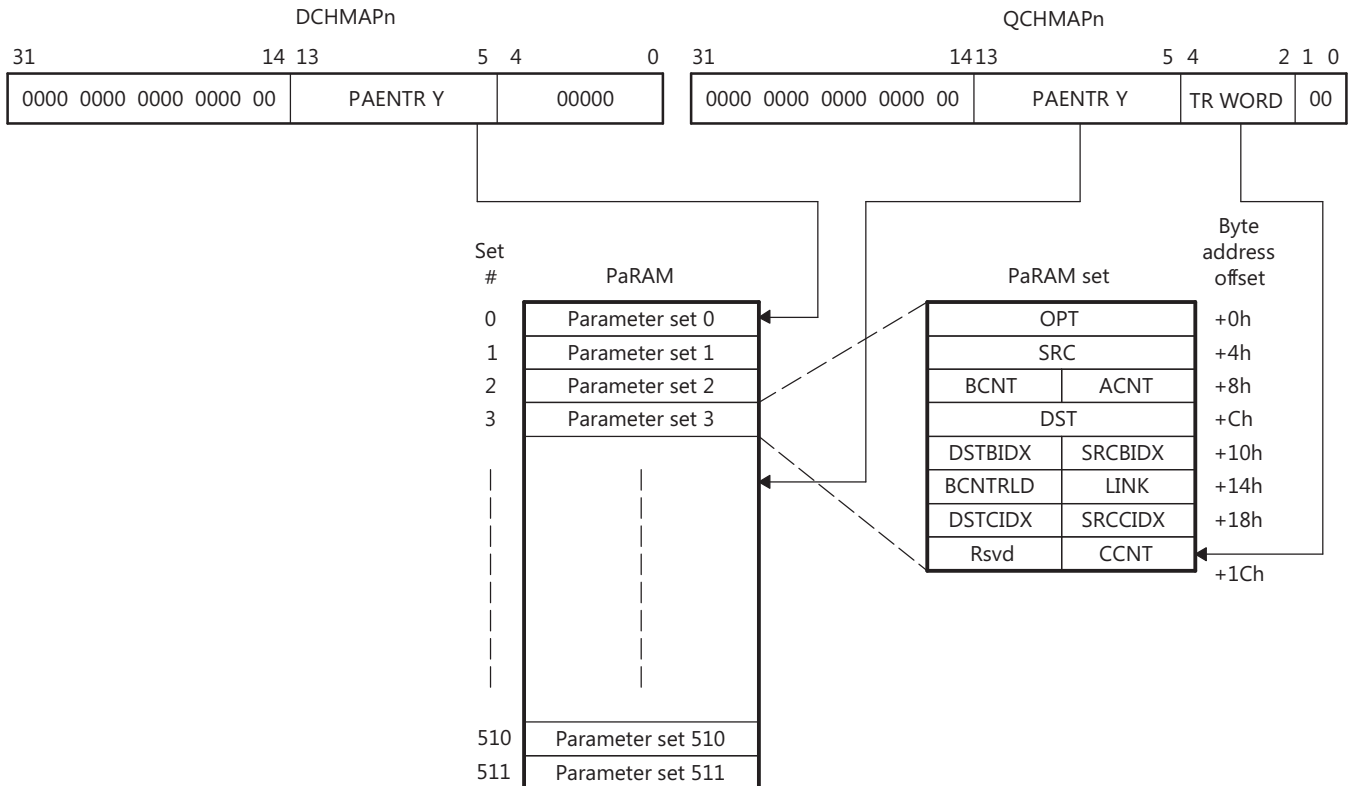 DCHMAPn
QCHMAPn
31 14 13 5 4 0
31 14 13 5 4 2 1 0
0000 0000 0000 0000 00 PAENTR Y 00000
0000 0000 0000 0000 00 PAENTR Y TR WORD 00
Set
#
PaRAM
PaRAM set
Byte
address
offset
0 Parameter set 0
1 Parameter set 1
2 Parameter set 2
3 Parameter set 3
510 Parameter set 510
511 Parameter set 511
OPT +0h
SRC +4h
BCNT ACNT +8h
DST +Ch
DSTBIDX SRCBIDX +10h
BCNTRLD LINK +14h
DSTCIDX SRCCIDX +18h
Rsvd CCNT +1Ch